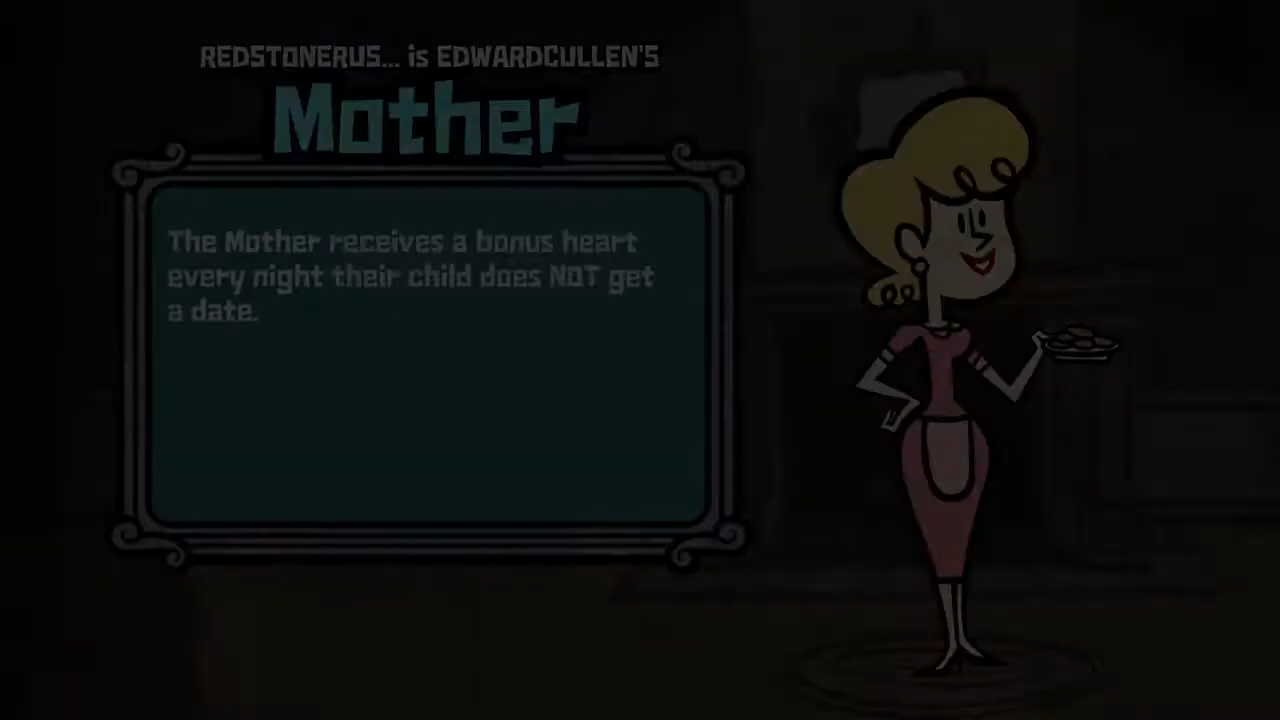 REDSTONERUS... is EDWARDCULLEN'S
Mother
The Mother receives a bonus heart
every night their child does NOT get
a date.